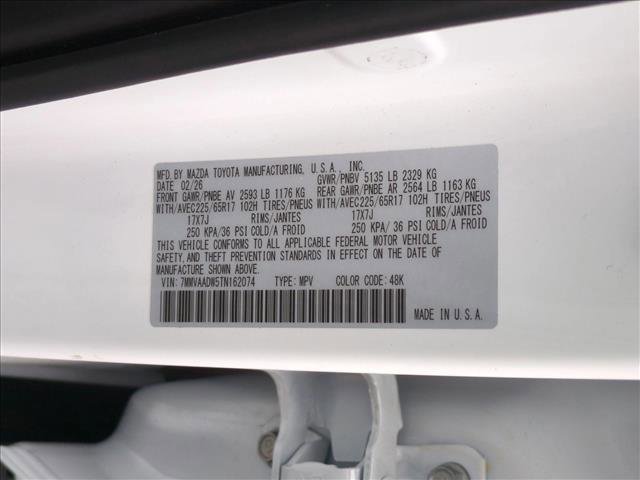 MFD. BY MAZDA TOYOTA MANUFACTURING, U.S.A., INC.
DATE: 02/26 GVWR/PNBV 5135 LB 2329 KG
FRONT GAWR/PNBE AV 2593 LB 1176 KG REAR GAWR/PNBE AR 2564 LB 1163 KG
WITH/AVEC225/65R17 102H TIRES/PNEUS WITH/AVEC225/65R17 102H TIRES/PNEUS
17X7J RIMS/JANTES 17X7J RIMS/JANTES
250 KPA/ 36 PSI COLD/A FROID 250 KPA/ 36 PSI COLD/A FROID
THIS VEHICLE CONFORMS TO ALL APPLICABLE FEDERAL MOTOR VEHICLE
SAFETY, AND THEFT PREVENTION STANDARDS IN EFFECT ON THE DATE OF
MANUFACTURE SHOWN ABOVE.
VIN: 7MMVAADW5TN162074 TYPE: MPV COLOR CODE: 48K
MADE IN U.S.A.